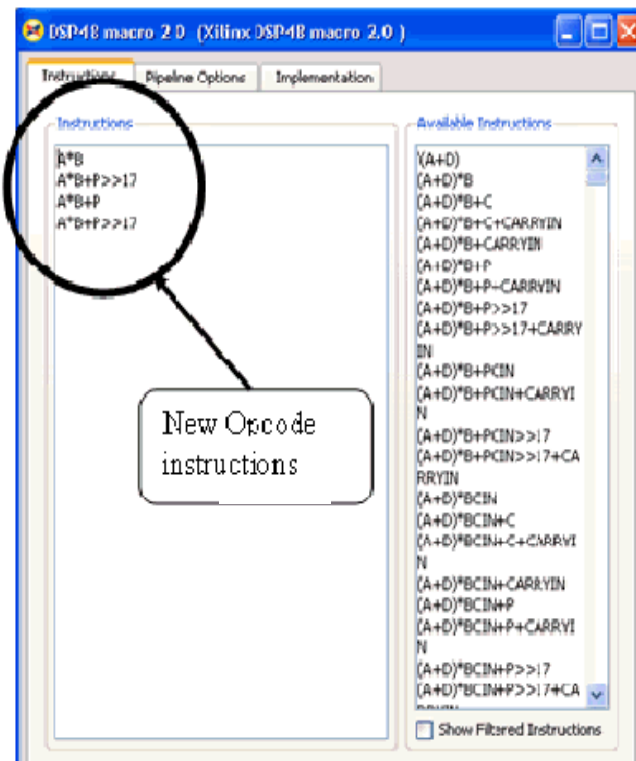 DSP48 macro 2.0 (Xilinx DSP48 macro 2.0 )
Instructions Pipeline Options Implementation
Instructions
A*B
A*B+P>>17
A*B+P
A*B+P>>17
New Opcode
instructions
Available Instructions
(A+D)
(A+D)*B
(A+D)*B+C
(A+D)*B+C+CARRYIN
(A+D)*B+CARRYIN
(A+D)*B+P
(A+D)*B+P+CARRYIN
(A+D)*B+P>>17
(A+D)*B+P>>17+CARRY
IN
(A+D)*B+PCIN
(A+D)*B+PCIN+CARRYI
N
(A+D)*B+PCIN>>17
(A+D)*B+PCIN>>17+CA
RRYIN
(A+D)*BCIN
(A+D)*BCIN+C
(A+D)*BCIN+C+CARRYI
N
(A+D)*BCIN+CARRYIN
(A+D)*BCIN+P
(A+D)*BCIN+P+CARRYI
N
(A+D)*BCIN+P>>17
(A+D)*BCIN+P>>17+CA
Show Filtered Instructions